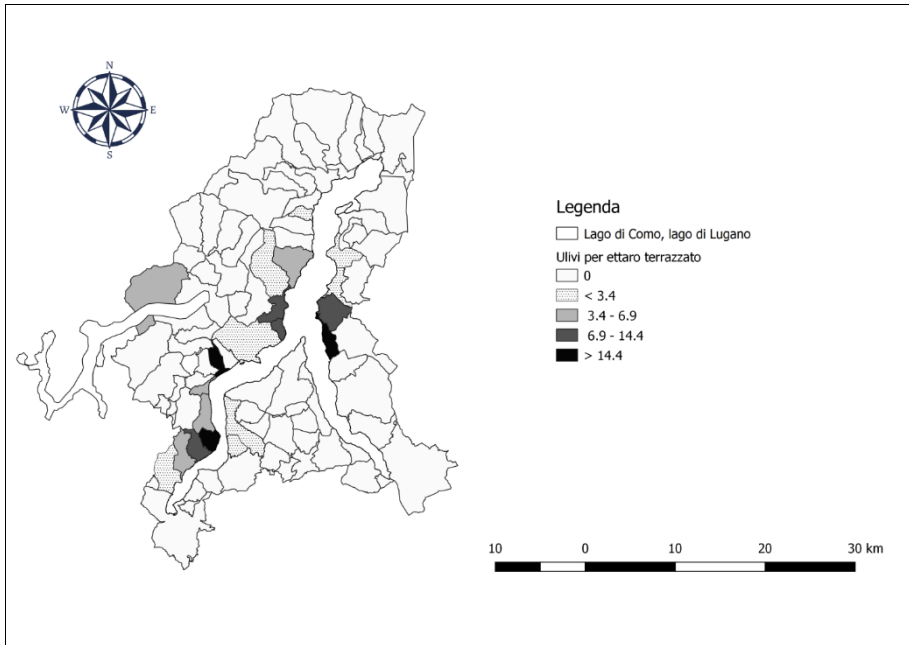 N
W E
S
Legenda
Lago di Como, lago di Lugano
Ulivi per ettaro terrazzato
0
< 3.4
3.4 - 6.9
6.9 - 14.4
> 14.4
10 0 10 20 30 km